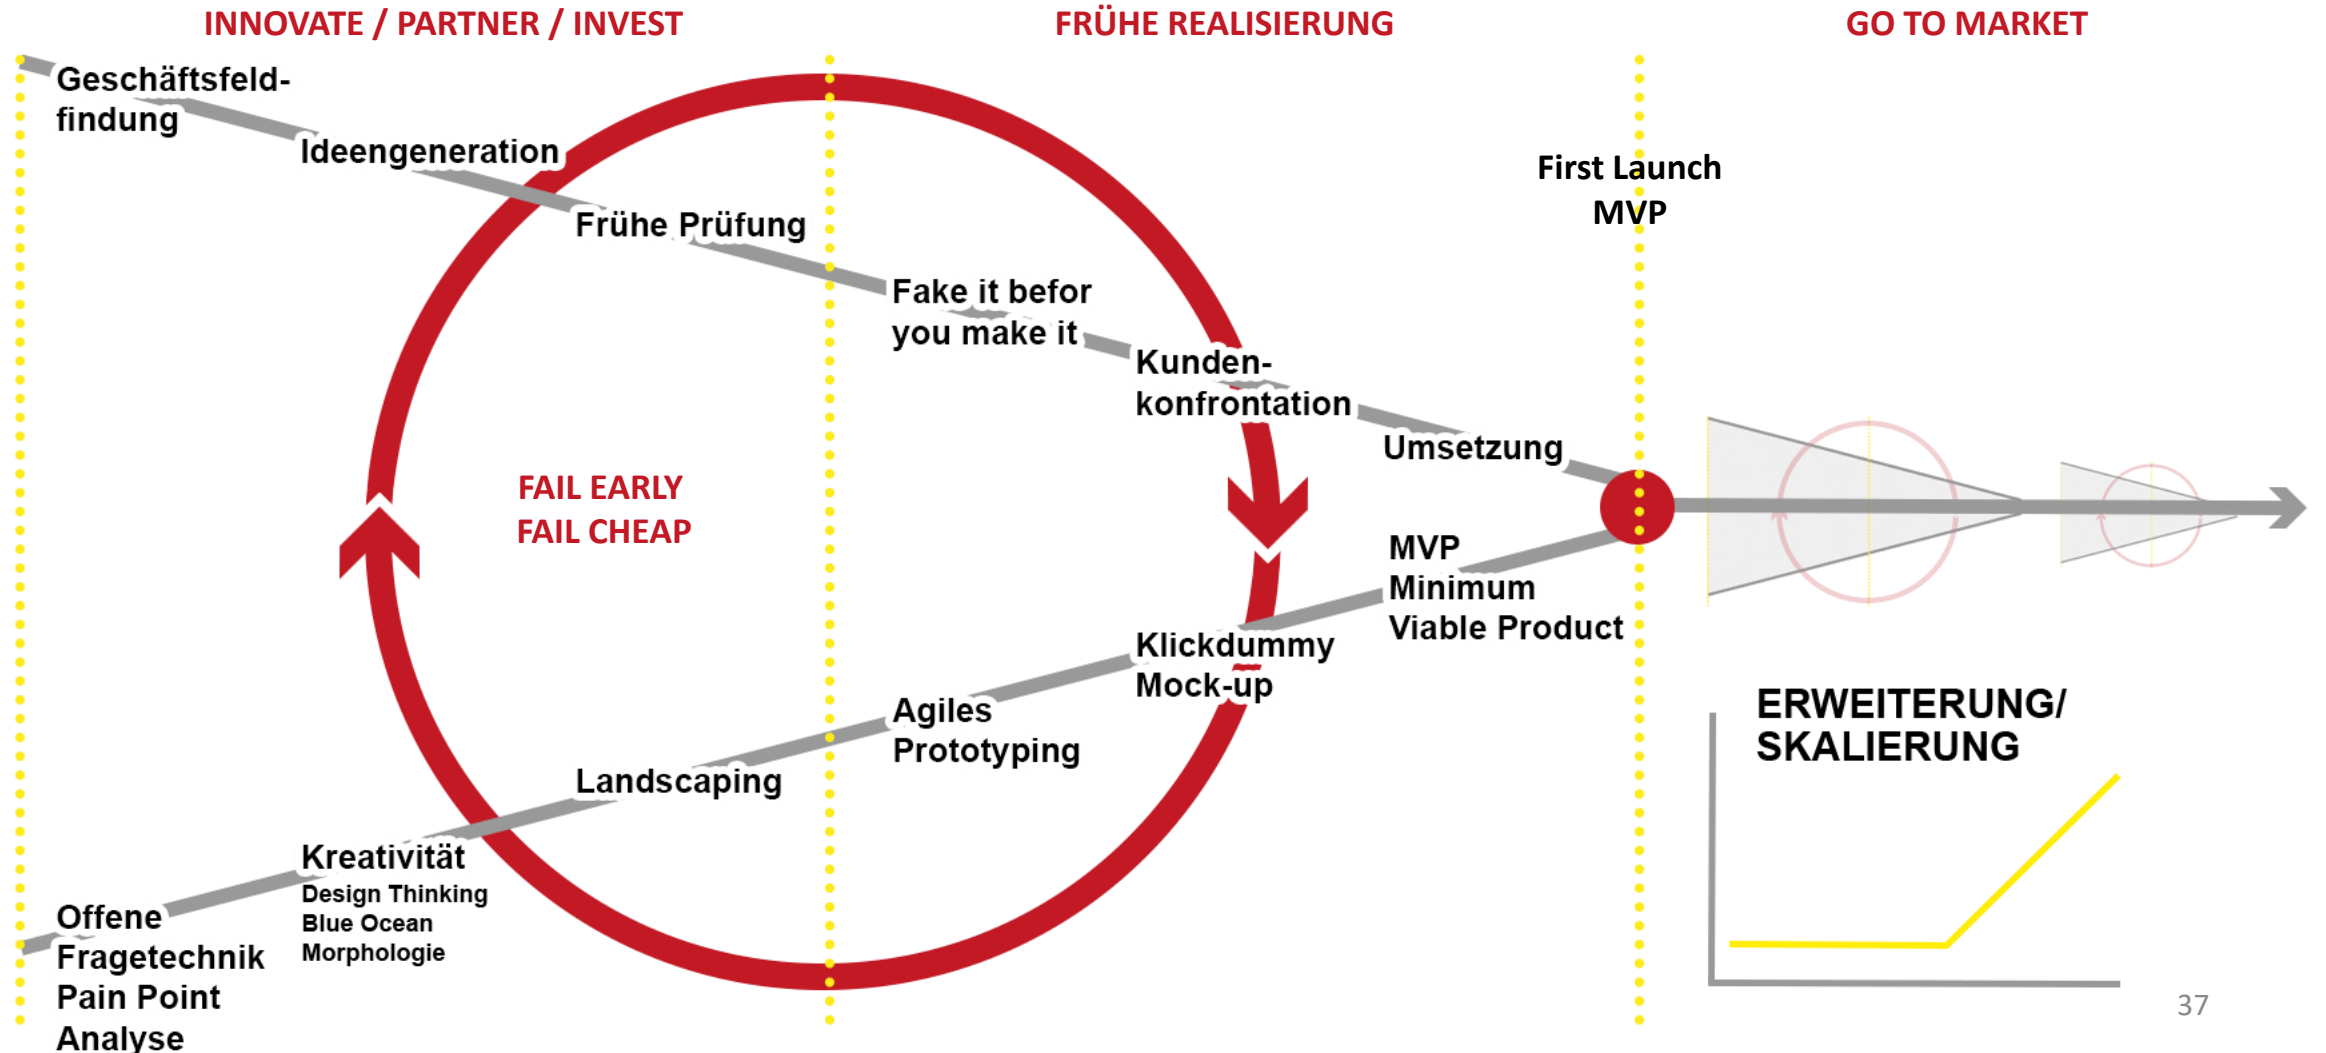 INNOVATE / PARTNER / INVEST
FRÜHE REALISIERUNG
GO TO MARKET
Geschäftsfeld-
findung
Ideengeneration
Frühe Prüfung
Fake it befor
you make it
Kunden-
konfrontation
Umsetzung
First Launch
MVP
FAIL EARLY
FAIL CHEAP
Offene
Fragetechnik
Pain Point
Analyse
Kreativität
Design Thinking
Blue Ocean
Morphologie
Landscaping
Agiles
Prototyping
Klickdummy
Mock-up
MVP
Minimum
Viable Product
ERWEITERUNG/
SKALIERUNG
37